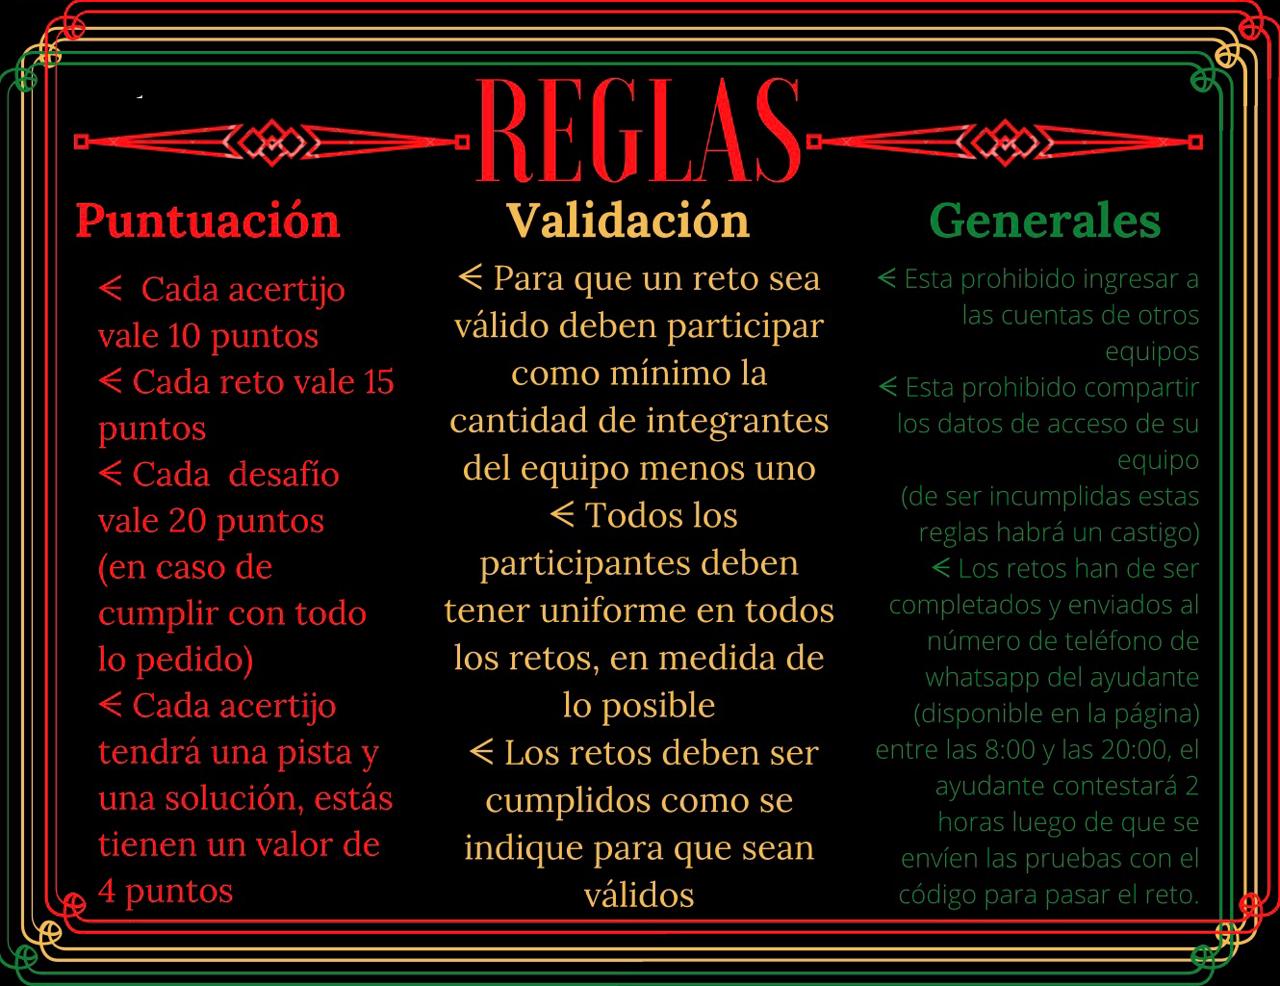 REGLAS
Puntuación
< Cada acertijo
vale 10 puntos
< Cada reto vale 15
puntos
< Cada desafío
vale 20 puntos
(en caso de
cumplir con todo
lo pedido)
< Cada acertijo
tendrá una pista y
una solución, estás
tienen un valor de
4 puntos
Validación
< Para que un reto sea
válido deben participar
como mínimo la
cantidad de integrantes
del equipo menos uno
< Todos los
participantes deben
tener uniforme en todos
los retos, en medida de
lo posible
< Los retos deben ser
cumplidos como se
indique para que sean
válidos
Generales
< Esta prohibido ingresar a
las cuentas de otros
equipos
< Esta prohibido compartir
los datos de acceso de su
equipo
(de ser incumplidas estas
reglas habrá un castigo)
< Los retos han de ser
completados y enviados al
número de teléfono de
whatsapp del ayudante
(disponible en la página)
entre las 8:00 y las 20:00, el
ayudante contestará 2
horas luego de que se
envíen las pruebas con el
código para pasar el reto.